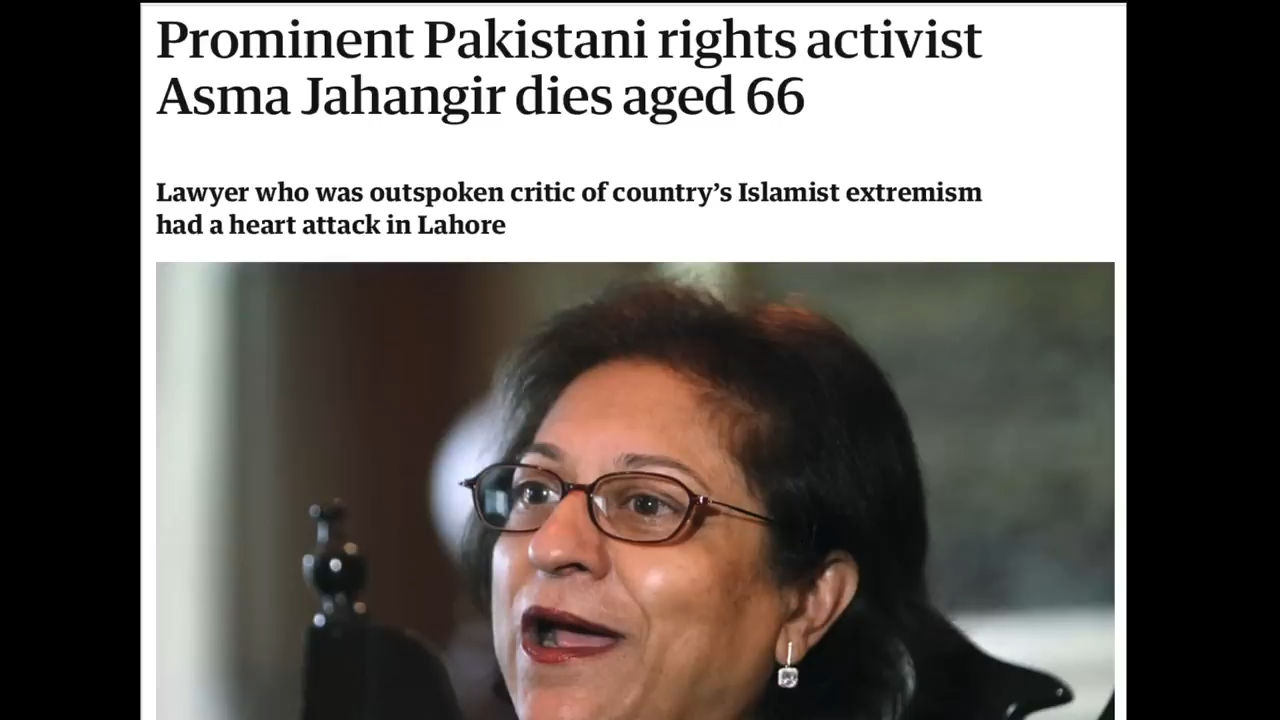 Prominent Pakistani rights activist
Asma Jahangir dies aged 66
Lawyer who was outspoken critic of country’s Islamist extremism
had a heart attack in Lahore